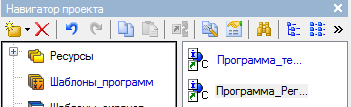 Навигатор проекта
Ресурсы
Шаблоны_программ
Программа_те...
Программа_Рег...